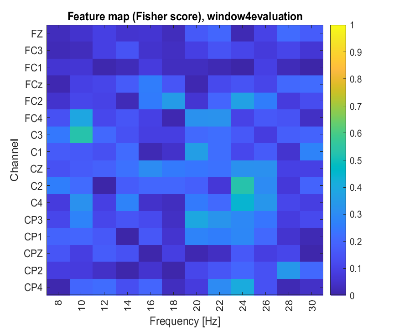 Feature map (Fisher score), window4evaluation
FZ
FC3
FC1
FCz
FC2
FC4
C3
C1
CZ
C2
C4
CP3
CP1
CPZ
CP2
CP4
Channel
8 10 12 14 16 18 20 22 24 26 28 30
Frequency [Hz]
1
0.9
0.8
0.7
0.6
0.5
0.4
0.3
0.2
0.1
0